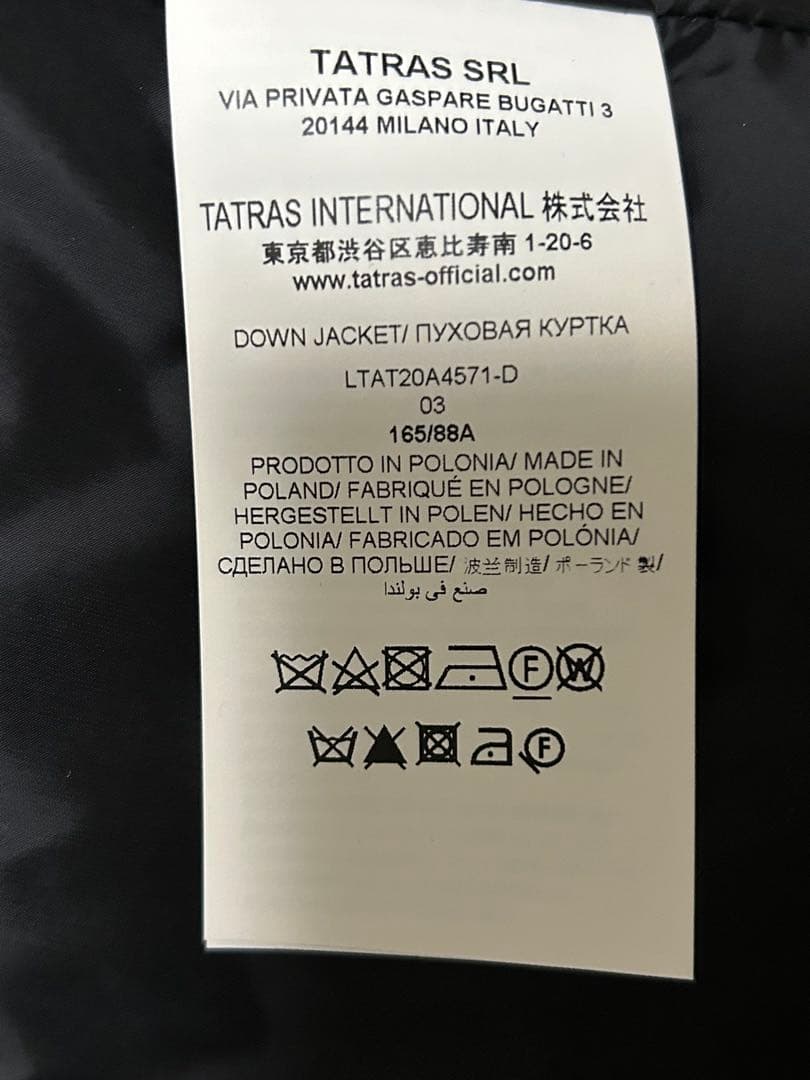 TATRAS SRL
VIA PRIVATA GASPARE BUGATTI 3
20144 MILANO ITALY
TATRAS INTERNATIONAL 株式会社
東京都渋谷区恵比寿南 1-20-6
www.tatras-official.com
DOWN JACKET/ ПУХОВАЯ КУРТКА
LTAT20A4571-D
03
165/88A
PRODOTTO IN POLONIA/ MADE IN
POLAND/ FABRIQUÉ EN POLOGNE/
HERGESTELLT IN POLEN/ HECHO EN
POLONIA/ FABRICADO EM POLÓNIA/
СДЕЛАНО В ПОЛЬШЕ/ 波兰制造/ ポーランド 製/
صنع في بولندا
F W
F